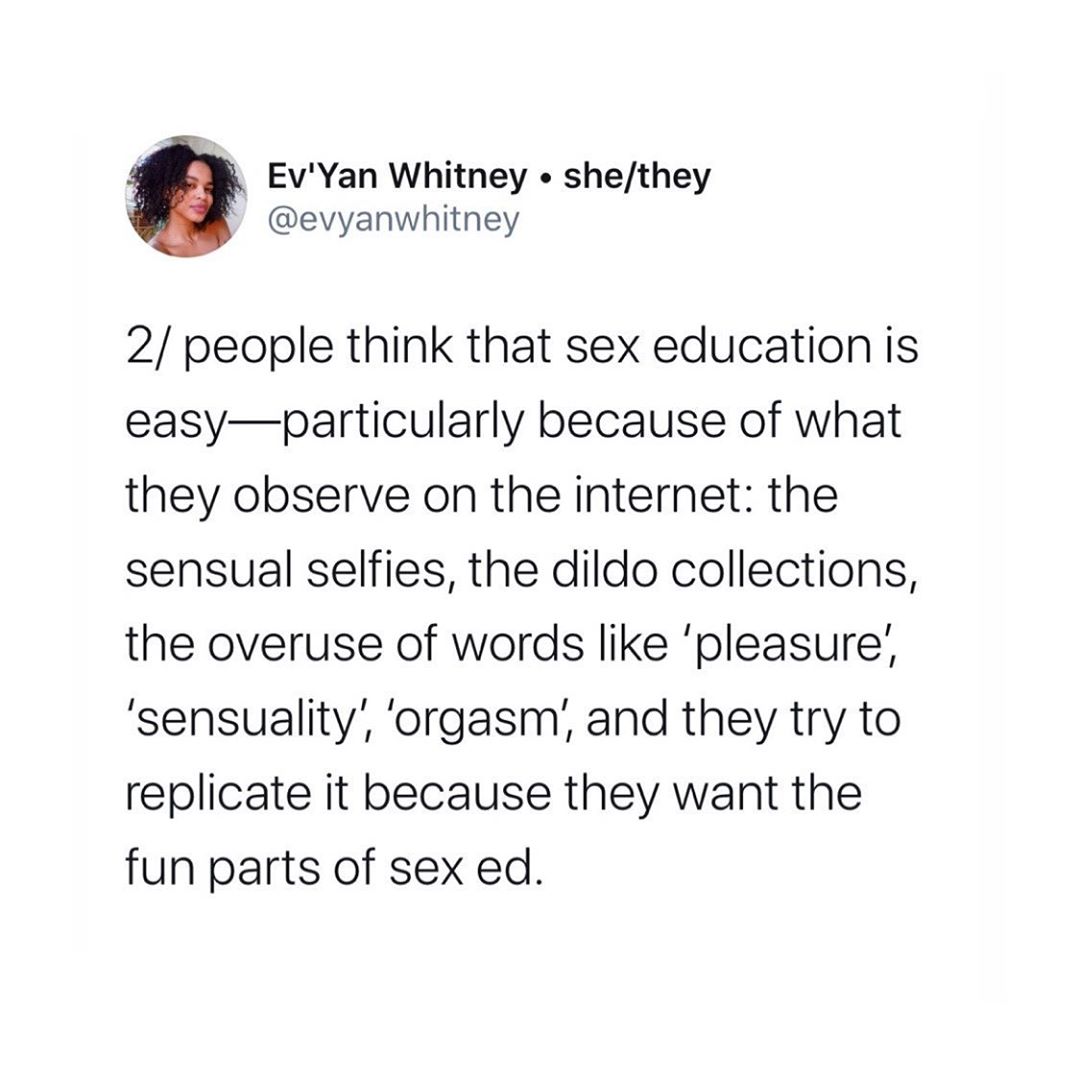 Ev'Yan Whitney • she/they
@evyanwhitney
2/ people think that sex education is
easy—particularly because of what
they observe on the internet: the
sensual selfies, the dildo collections,
the overuse of words like ‘pleasure’,
‘sensuality’, ‘orgasm’, and they try to
replicate it because they want the
fun parts of sex ed.